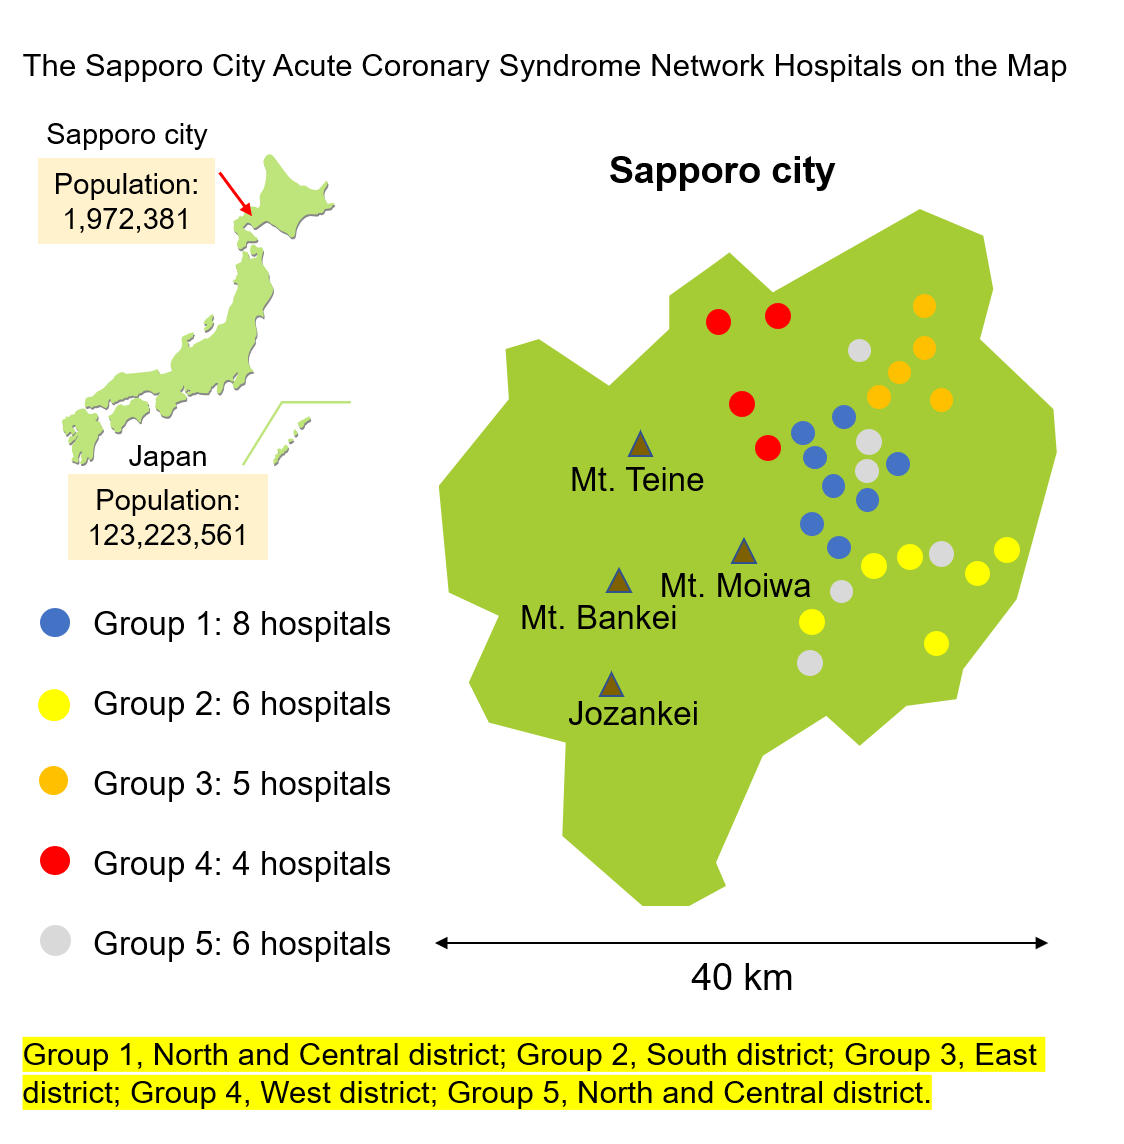 The Sapporo City Acute Coronary Syndrome Network Hospitals on the Map
Sapporo city
Population:
1,972,381
Sapporo city
Japan
Population:
123,223,561
Mt. Teine
Mt. Moiwa
Mt. Bankei
Jozankei
Group 1: 8 hospitals
Group 2: 6 hospitals
Group 3: 5 hospitals
Group 4: 4 hospitals
Group 5: 6 hospitals
40 km
Group 1, North and Central district; Group 2, South district; Group 3, East
district; Group 4, West district; Group 5, North and Central district.